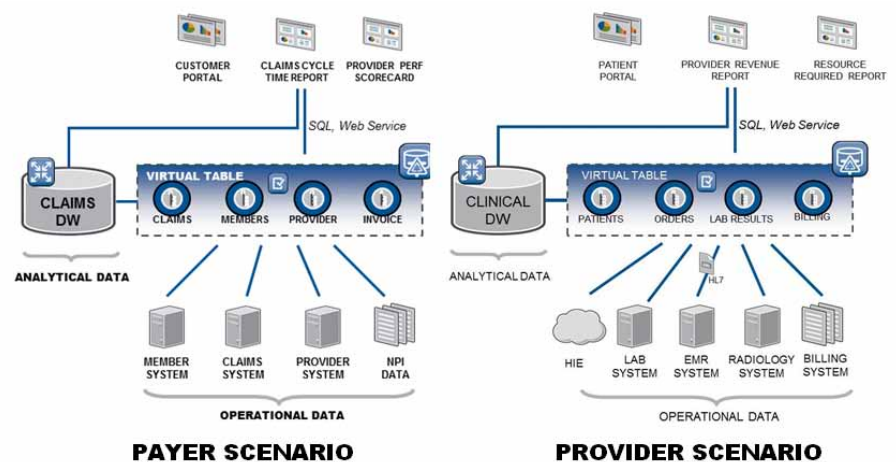 CUSTOMER
PORTAL
CLAIMS CYCLE
TIME REPORT
PROVIDER PERF
SCORECARD
SQL, Web Service
VIRTUAL TABLE
CLAIMS
MEMBERS
PROVIDER
INVOICE
CLAIMS
DW
ANALYTICAL DATA
MEMBER
SYSTEM
CLAIMS
SYSTEM
PROVIDER
SYSTEM
NPI
DATA
OPERATIONAL DATA
PAYER SCENARIO
PATIENT
PORTAL
PROVIDER REVENUE
REPORT
RESOURCE
REQUIRED REPORT
SQL, Web Service
VIRTUAL TABLE
PATIENTS
ORDERS
LAB RESULTS
BILLING
CLINICAL
DW
ANALYTICAL DATA
HL7
HIE
LAB
SYSTEM
EMR
SYSTEM
RADIOLOGY
SYSTEM
BILLING
SYSTEM
OPERATIONAL DATA
PROVIDER SCENARIO